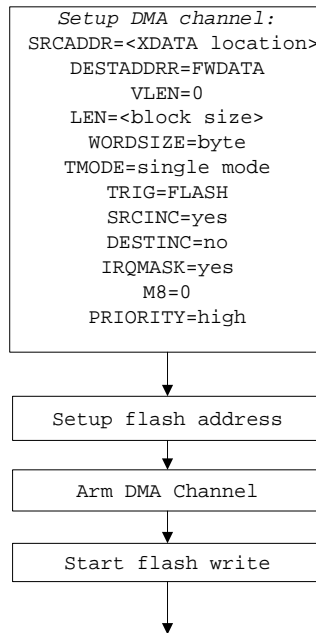 Setup DMA channel:
SRCADDR=<XDATA location>
DESTADDRR=FWDATA
VLEN=0
LEN=<block size>
WORDSIZE=byte
TMODE=single mode
TRIG=FLASH
SRCINC=yes
DESTINC=no
IRQMASK=yes
M8=0
PRIORITY=high
Setup flash address
Arm DMA Channel
Start flash write